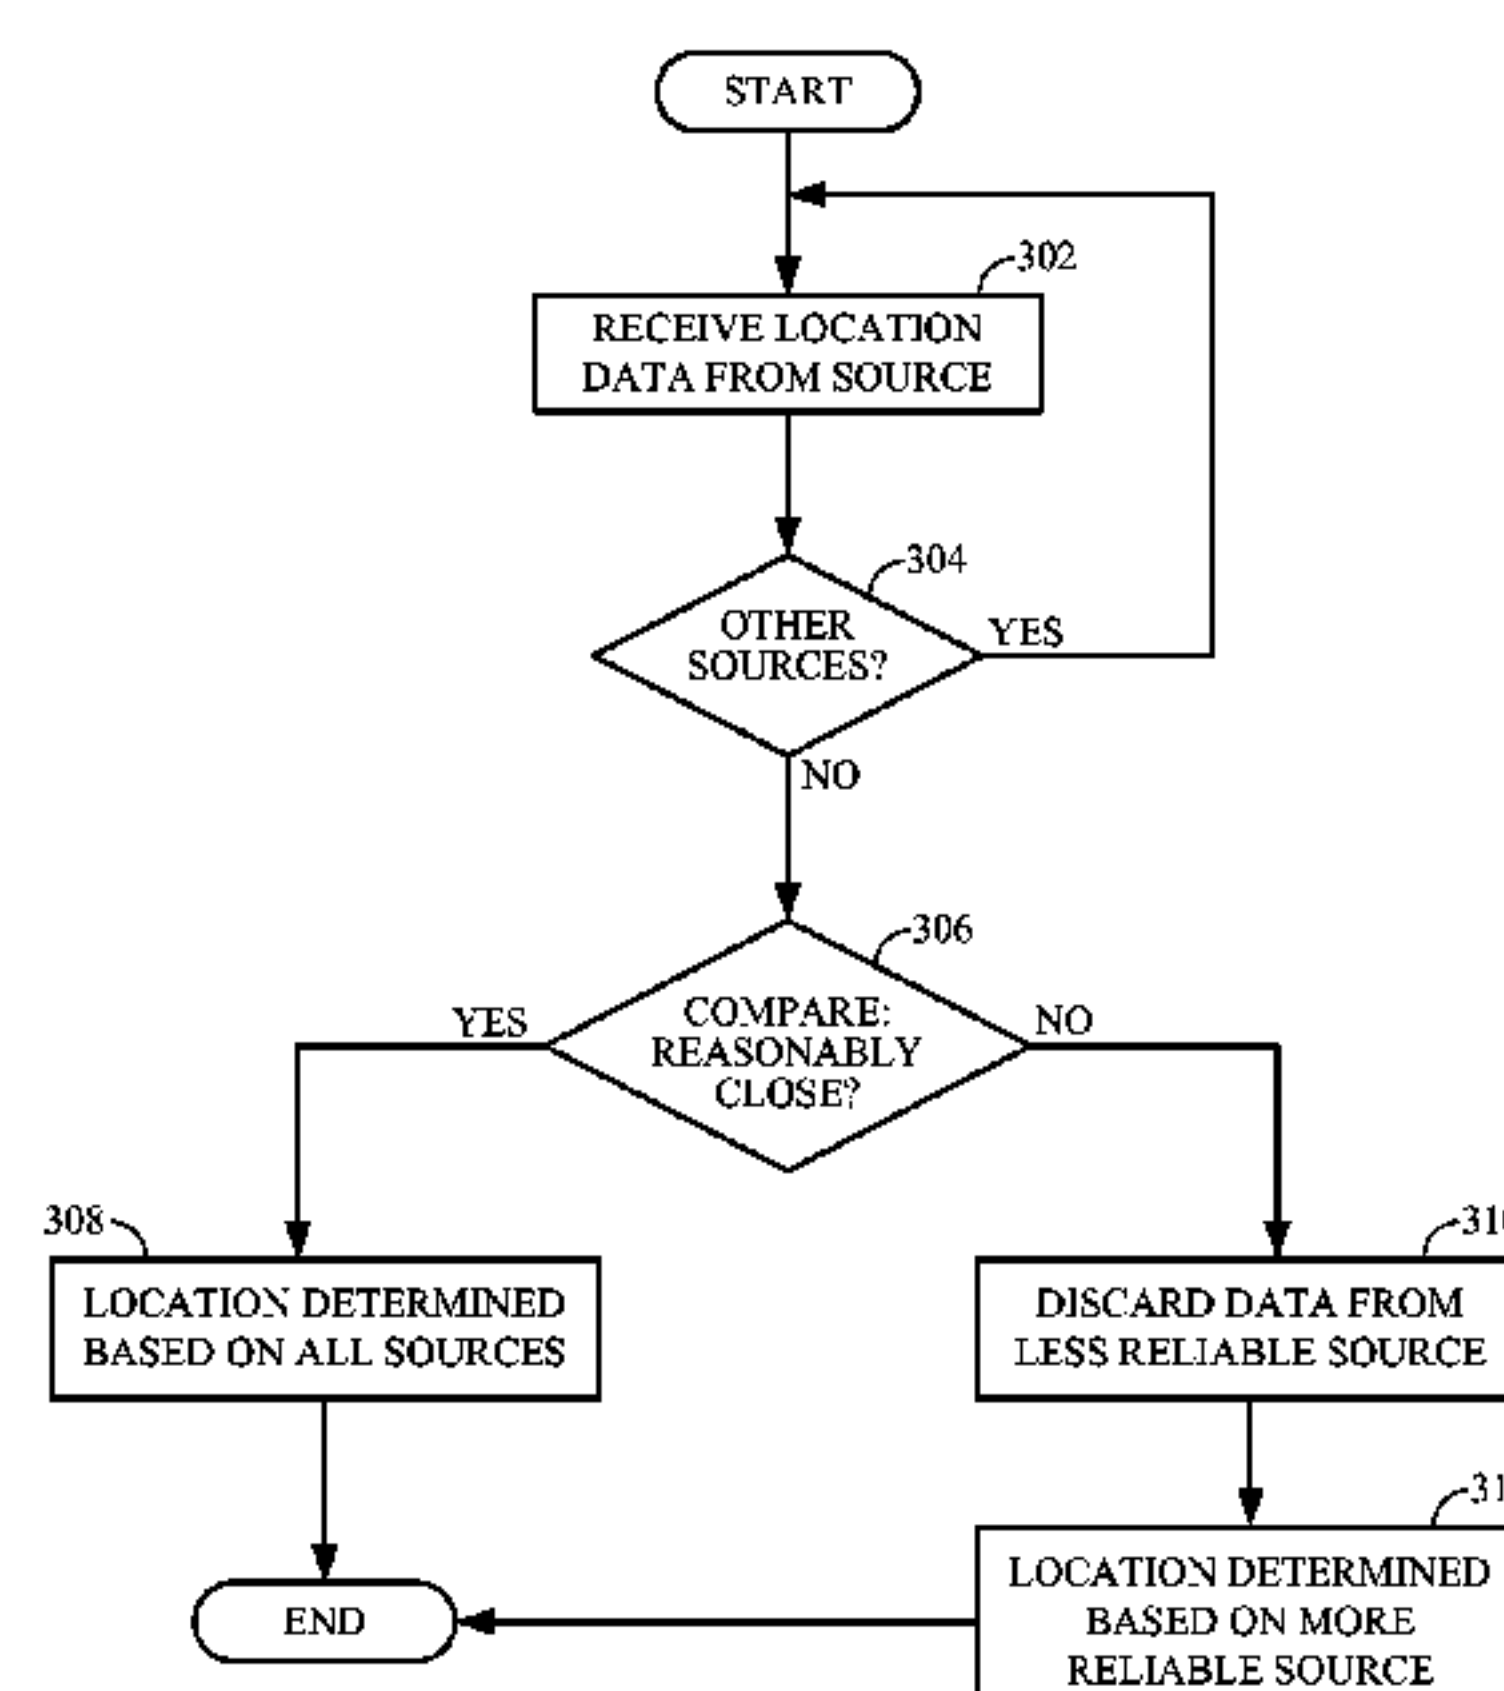 START
302
RECEIVE LOCATION
DATA FROM SOURCE
304
OTHER
SOURCES?
YES
NO
306
COMPARE:
REASONABLY
CLOSE?
YES
NO
308
LOCATION DETERMINED
BASED ON ALL SOURCES
DISCARD DATA FROM
LESS RELIABLE SOURCE
LOCATION DETERMINED
BASED ON MORE
RELIABLE SOURCE
END